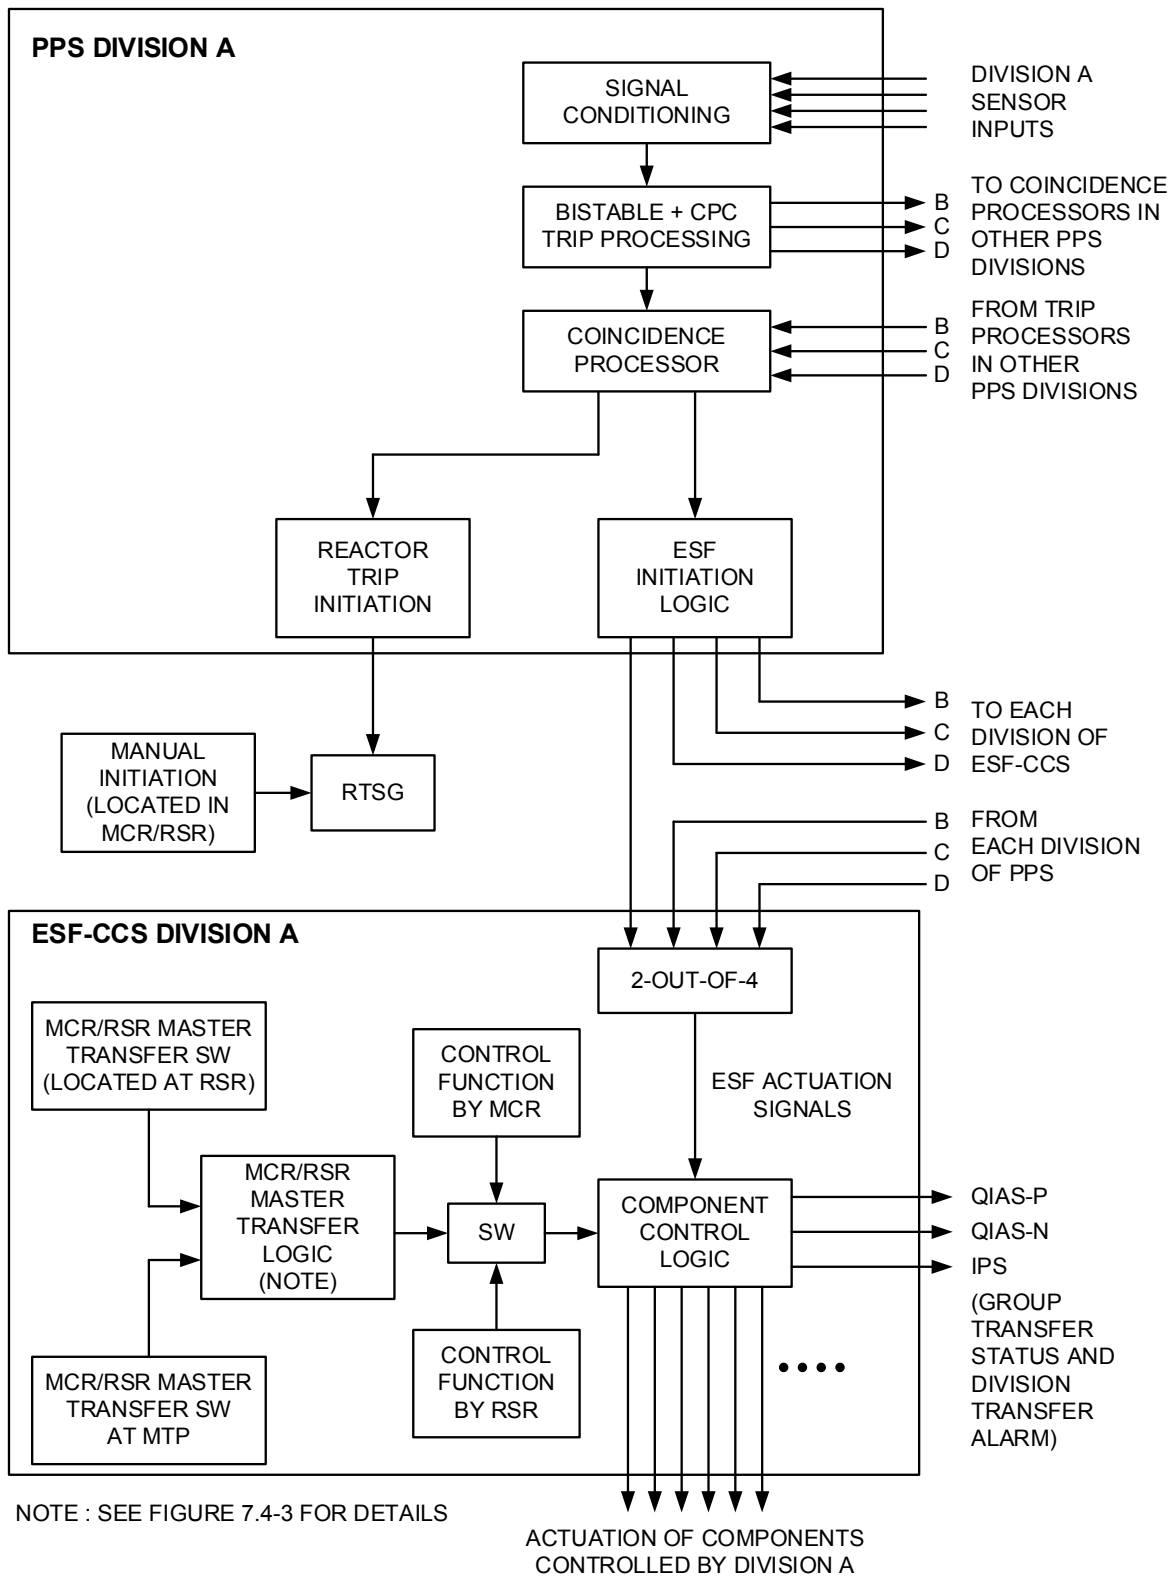 PPS DIVISION A
SIGNAL
CONDITIONING
DIVISION A
SENSOR
INPUTS
BISTABLE + CPC
TRIP PROCESSING
B
C
D
TO COINCIDENCE
PROCESSORS IN
OTHER PPS
DIVISIONS
COINCIDENCE
PROCESSOR
B
C
D
FROM TRIP
PROCESSORS
IN OTHER
PPS DIVISIONS
REACTOR
TRIP
INITIATION
ESF
INITIATION
LOGIC
B
C
D
TO EACH
DIVISION OF
ESF-CCS
MANUAL
INITIATION
(LOCATED IN
MCR/RSR)
RTSG
B
C
D
FROM
EACH DIVISION
OF PPS
ESF-CCS DIVISION A
2-OUT-OF-4
MCR/RSR MASTER
TRANSFER SW
(LOCATED AT RSR)
CONTROL
FUNCTION
BY MCR
ESF ACTUATION
SIGNALS
MCR/RSR
MASTER
TRANSFER
LOGIC
(NOTE)
SW
COMPONENT
CONTROL
LOGIC
QIAS-P
QIAS-N
IPS
(GROUP
TRANSFER
STATUS AND
DIVISION
TRANSFER
ALARM)
MCR/RSR MASTER
TRANSFER SW
AT MTP
CONTROL
FUNCTION
BY RSR
NOTE : SEE FIGURE 7.4-3 FOR DETAILS
ACTUATION OF COMPONENTS
CONTROLLED BY DIVISION A